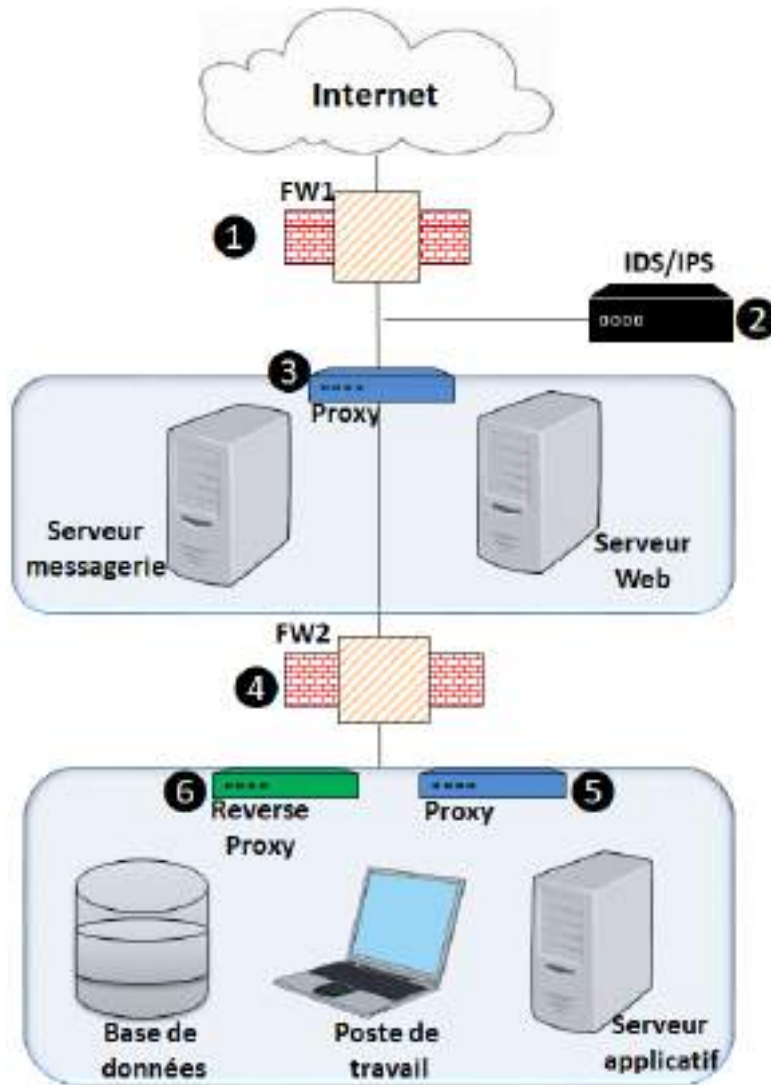 Internet
FW1
1
IDS/IPS
2
3
Proxy
Serveur
messagerie
Serveur
Web
FW2
4
6
Reverse
Proxy
Proxy
5
Base de
données
Poste de
travail
Serveur
applicatif